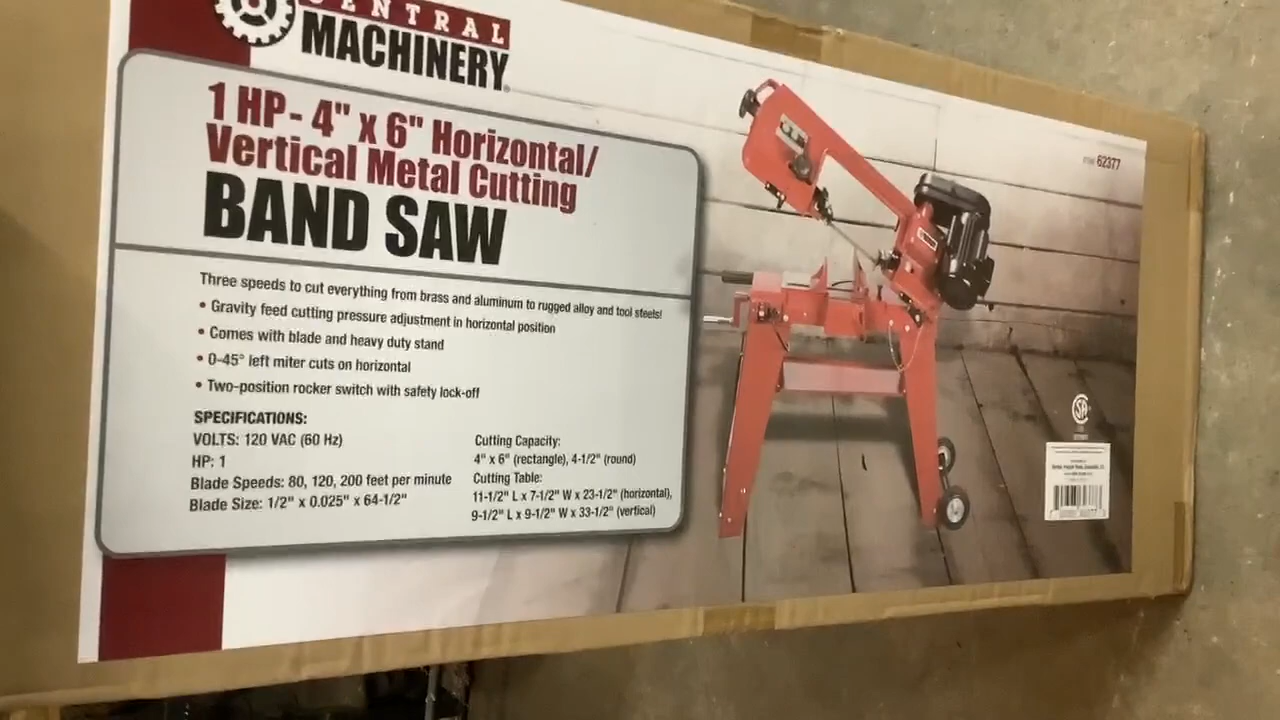 CENTRAL
MACHINERY®
1 HP - 4" x 6" Horizontal/
Vertical Metal Cutting
BAND SAW
Three speeds to cut everything from brass and aluminum to rugged alloy and tool steels!
• Gravity feed cutting pressure adjustment in horizontal position
• Comes with blade and heavy duty stand
• 0-45° left miter cuts on horizontal
• Two-position rocker switch with safety lock-off
SPECIFICATIONS:
VOLTS: 120 VAC (60 Hz)
HP: 1
Blade Speeds: 80, 120, 200 feet per minute
Blade Size: 1/2" x 0.025" x 64-1/2"
Cutting Capacity:
4" x 6" (rectangle), 4-1/2" (round)
Cutting Table:
11-1/2" L x 7-1/2" W x 23-1/2" (horizontal),
9-1/2" L x 9-1/2" W x 33-1/2" (vertical)
ITEM 62377